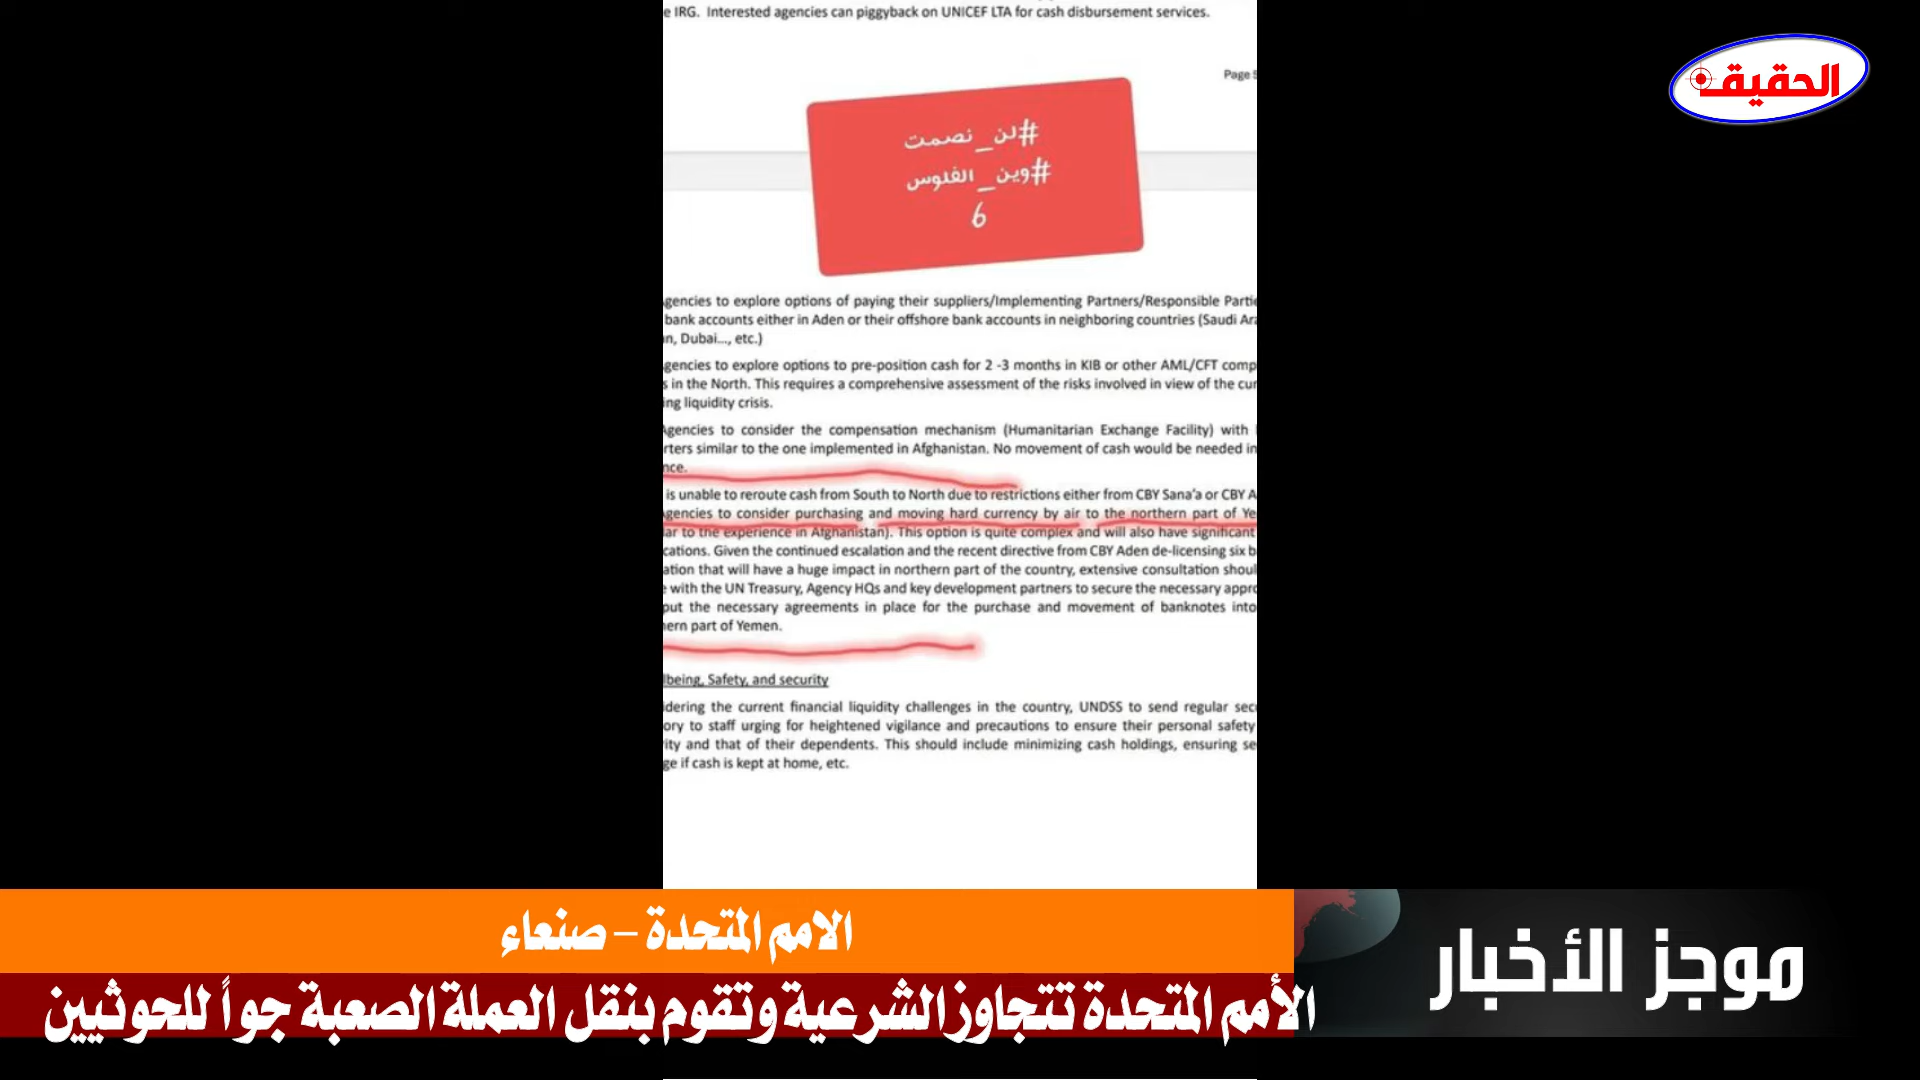 e IRG. Interested agencies can piggyback on UNICEF LTA for cash disbursement services.
Page 5
الحقيقـ
#لن_نصمت
#وين_الفلوس
6
gencies to explore options of paying their suppliers/Implementing Partners/Responsible Partie
bank accounts either in Aden or their offshore bank accounts in neighboring countries (Saudi Ara
n, Dubai..., etc.)
gencies to explore options to pre-position cash for 2 -3 months in KIB or other AML/CFT comp
s in the North. This requires a comprehensive assessment of the risks involved in view of the cur
ng liquidity crisis.
Agencies to consider the compensation mechanism (Humanitarian Exchange Facility) with
rters similar to the one implemented in Afghanistan. No movement of cash would be needed in
nce.
is unable to reroute cash from South to North due to restrictions either from CBY Sana'a or CBY A
gencies to consider purchasing and moving hard currency by air to the northern part of Ye
ar to the experience in Afghanistan). This option is quite complex and will also have significant
cations. Given the continued escalation and the recent directive from CBY Aden de-licensing six b
ation that will have a huge impact in northern part of the country, extensive consultation shoul
e with the UN Treasury, Agency HQs and key development partners to secure the necessary appro
put the necessary agreements in place for the purchase and movement of banknotes into
ern part of Yemen.
lbeing, Safety, and security
dering the current financial liquidity challenges in the country, UNDSS to send regular sec
ory to staff urging for heightened vigilance and precautions to ensure their personal safety
ity and that of their dependents. This should include minimizing cash holdings, ensuring se
ge if cash is kept at home, etc.
الامم المتحدة – صنعاء
موجز الأخبار
الأمم المتحدة تتجاوز الشرعية وتقوم بنقل العملة الصعبة جواً للحوثيين